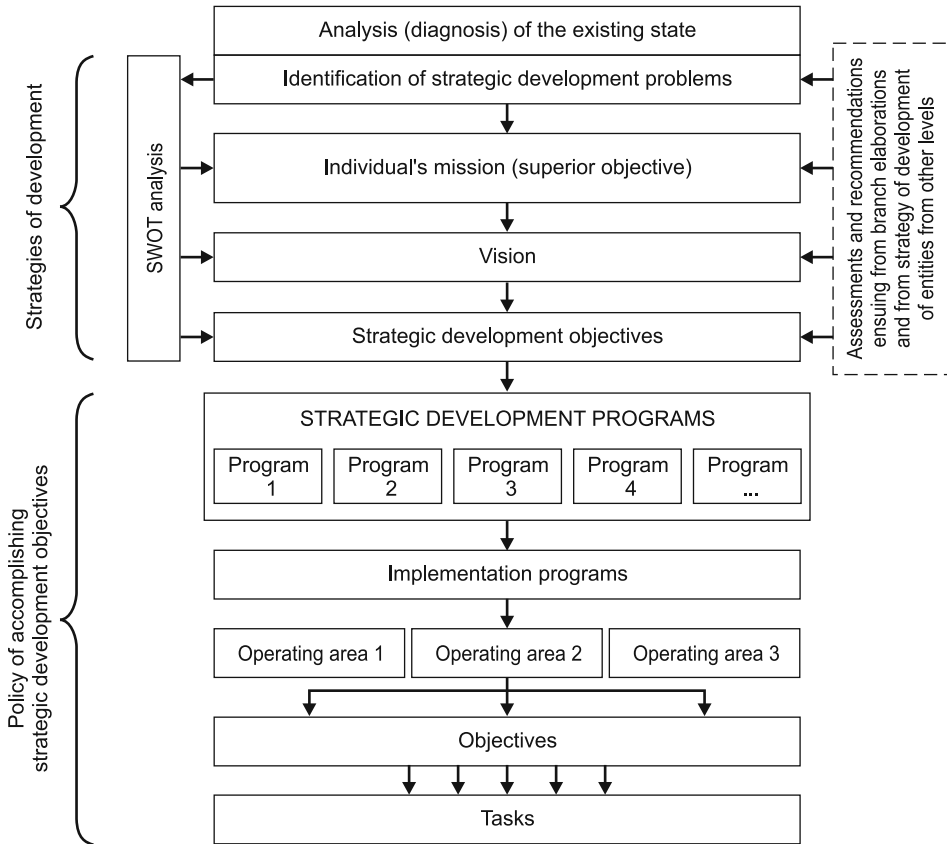 Analysis (diagnosis) of the existing state
Identification of strategic development problems
Individual's mission (superior objective)
Vision
Strategic development objectives
Strategies of development
SWOT analysis
Assessments and recommendations
ensuing from branch elaborations
and from strategy of development
of entities from other levels
STRATEGIC DEVELOPMENT PROGRAMS
Program
1
Program
2
Program
3
Program
4
Program
...
Implementation programs
Operating area 1
Operating area 2
Operating area 3
Objectives
Tasks
Policy of accomplishing
strategic development objectives